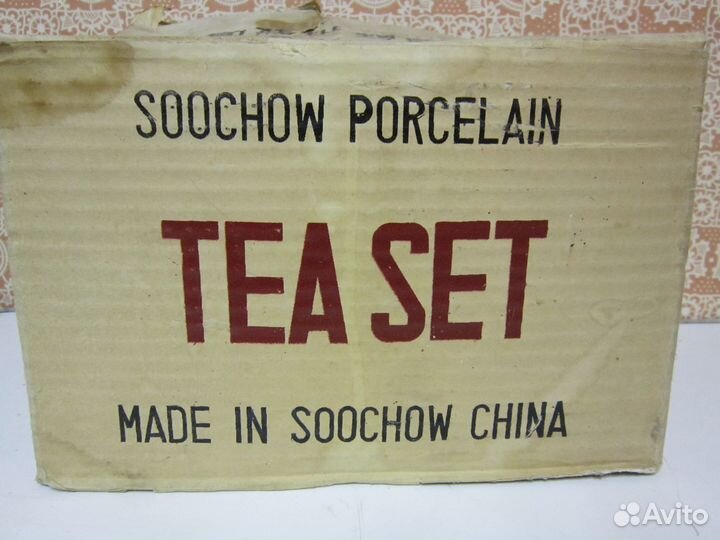 SOOCHOW PORCELAIN
TEA SET
MADE IN SOOCHOW CHINA
Avito